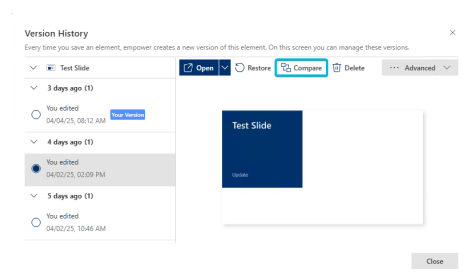 Version History
Every time you save an element, empower creates a new version of this element. On this screen you can manage these versions.
Test Slide
Open
Restore
Compare
Delete
Advanced
3 days ago (1)
You edited
04/04/25, 08:12 AM
Your Version
4 days ago (1)
You edited
04/02/25, 02:09 PM
5 days ago (1)
You edited
04/02/25, 10:46 AM
Test Slide
Update
Close